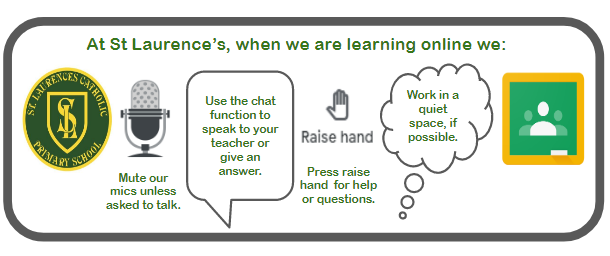 At St Laurence's, when we are learning online we:
ST. LAURENCES CATHOLIC
PRIMARY SCHOOL
SL
Mute our
mics unless
asked to talk.
Use the chat
function to
speak to your
teacher or
give an
answer.
Raise hand
Press raise
hand for help
or questions.
Work in a
quiet
space, if
possible.